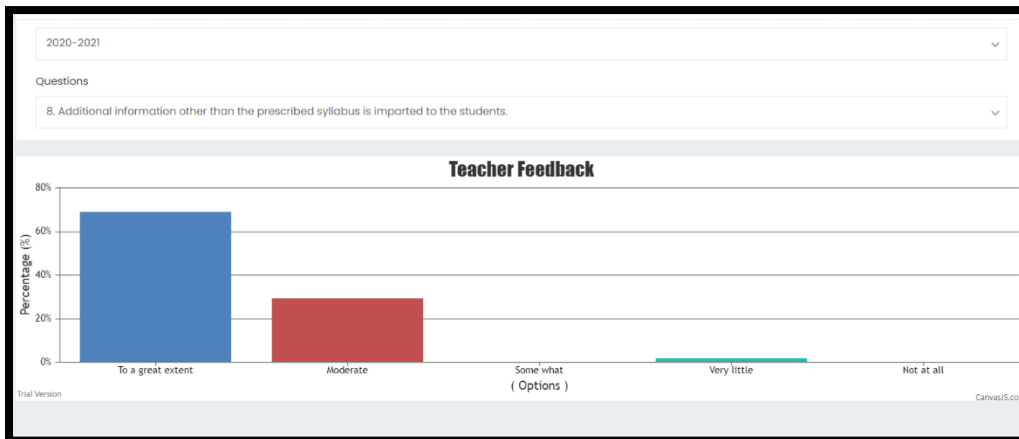 2020-2021
Questions
8. Additional information other than the prescribed syllabus is imparted to the students.
Teacher Feedback
80%
60%
40%
20%
0%
Percentage (%)
To a great extent Moderate Some what Very little Not at all
( Options )
Trial Version
CanvasJS.co